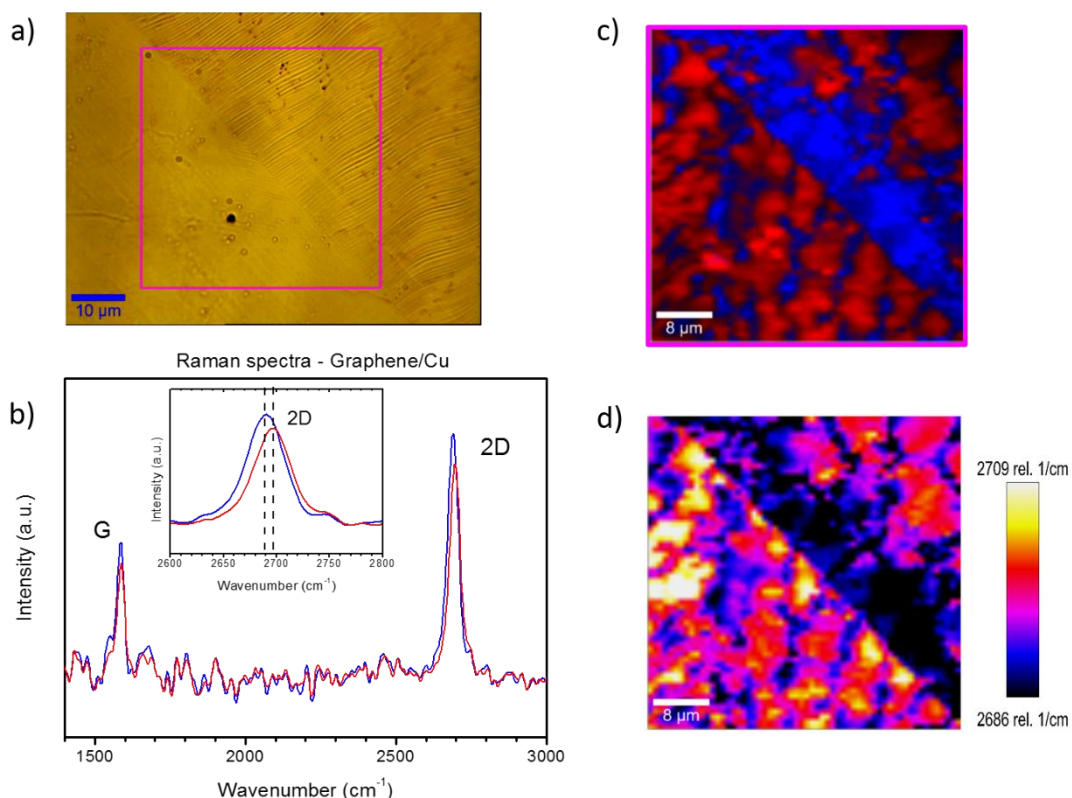 a)
10 µm
Raman spectra - Graphene/Cu
b)
G
2D
2D
Intensity (a.u.)
2600 2650 2700 2750 2800
Wavenumber (cm-1)
Intensity (a.u.)
1500 2000 2500 3000
Wavenumber (cm-1)
c)
8 µm
d)
8 µm
2709 rel. 1/cm
2686 rel. 1/cm